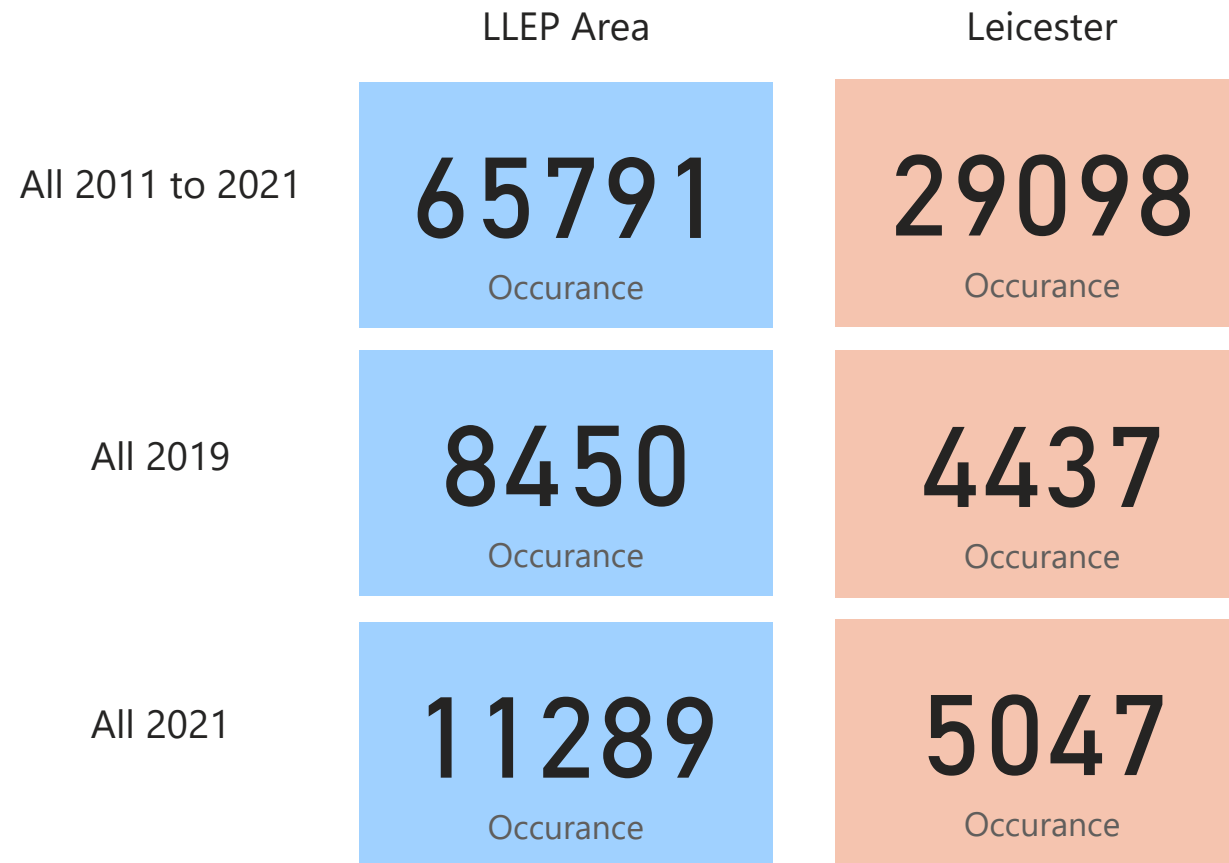 LLEP Area
Leicester
All 2011 to 2021
65791
Occurance
29098
Occurance
All 2019
8450
Occurance
4437
Occurance
All 2021
11289
Occurance
5047
Occurance